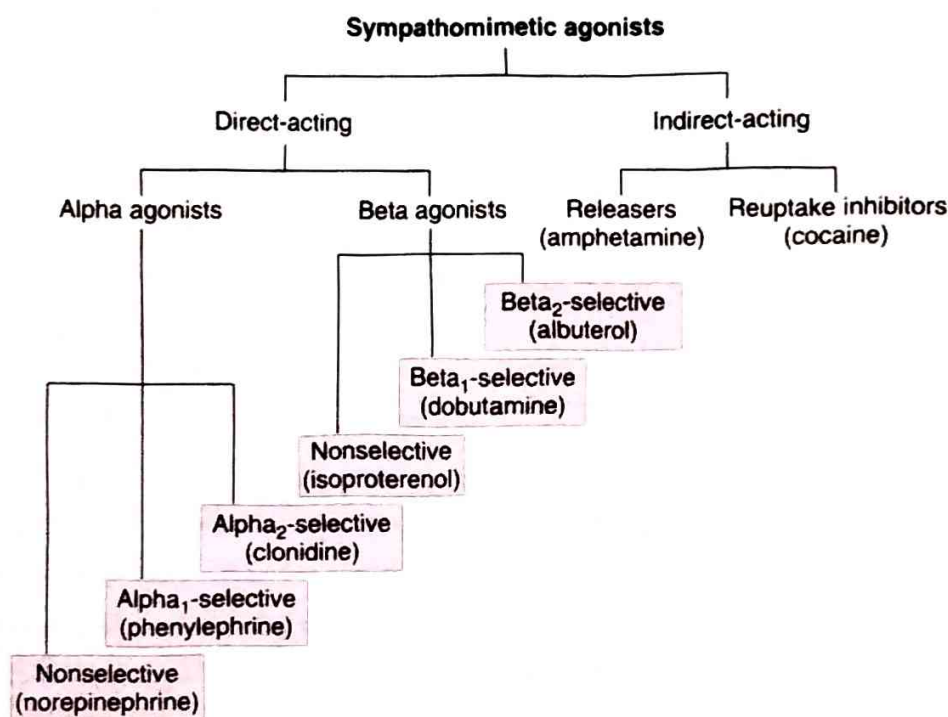 Sympathomimetic agonists
Direct-acting
Indirect-acting
Alpha agonists
Beta agonists
Releasers
(amphetamine)
Reuptake inhibitors
(cocaine)
Beta₂-selective
(albuterol)
Beta₁-selective
(dobutamine)
Nonselective
(isoproterenol)
Alpha₂-selective
(clonidine)
Alpha₁-selective
(phenylephrine)
Nonselective
(norepinephrine)